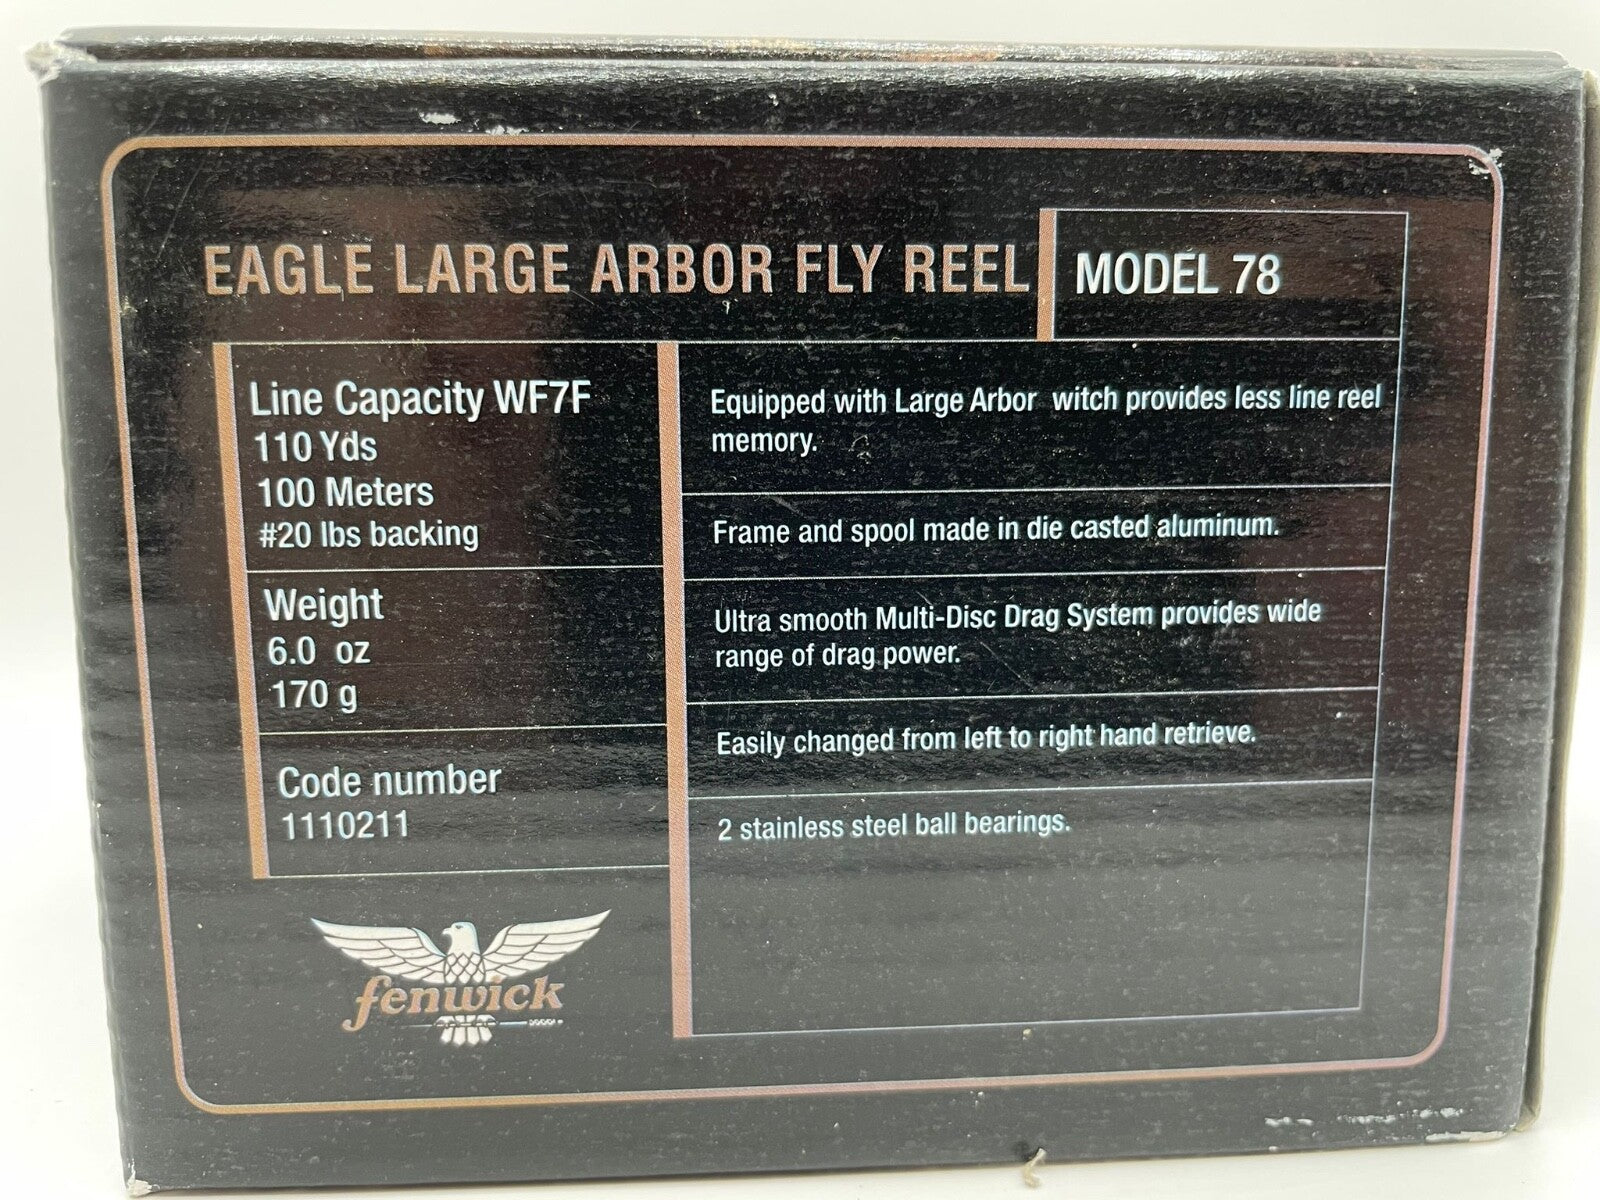 EAGLE LARGE ARBOR FLY REEL
MODEL 78
Line Capacity WF7F
110 Yds
100 Meters
#20 lbs backing
Weight
6.0 oz
170 g
Code number
1110211
fenwick
Equipped with Large Arbor witch provides less line reel
memory.
Frame and spool made in die casted aluminum.
Ultra smooth Multi-Disc Drag System provides wide
range of drag power.
Easily changed from left to right hand retrieve.
2 stainless steel ball bearings.